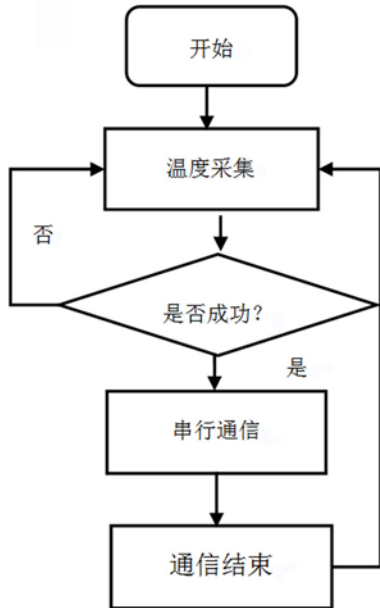 开始
温度采集
否
是否成功?
是
串行通信
通信结束